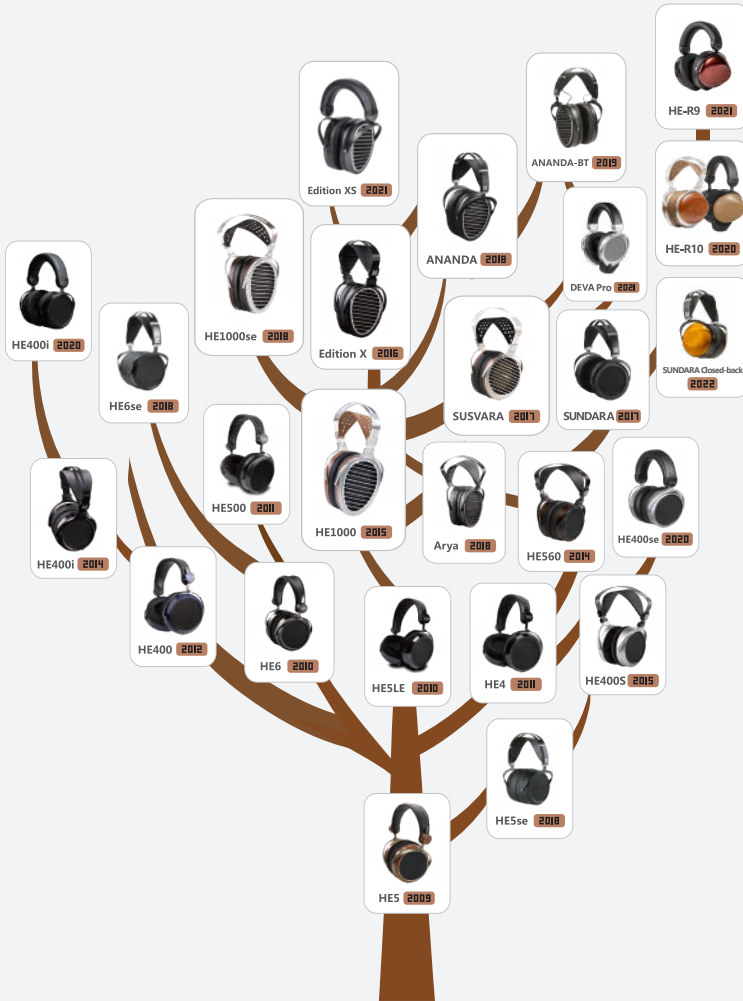 HE-R9 2021
ANANDA-BT 2019
Edition XS 2021
HE-R10 2020
ANANDA 2018
DEVA Pro 2021
HE1000se 2018
HE400i 2020
Edition X 2016
SUNDARA Closed-back
2022
HE6se 2018
SUSVARA 2017
SUNDARA 2017
HE500 2011
HE1000 2015
Arya 2018
HE560 2014
HE400se 2020
HE400i 2014
HE400 2012
HE6 2010
HE5LE 2010
HE4 2011
HE400S 2015
HE5se 2018
HE5 2009